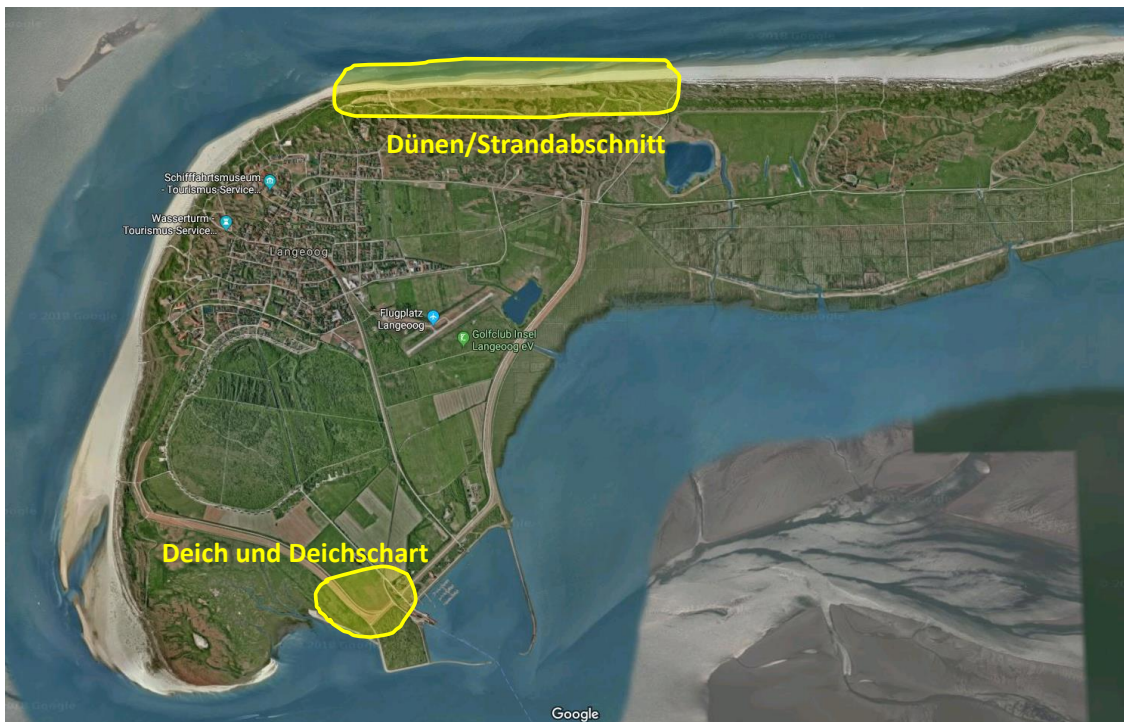 Dünen/Strandabschnitt
Schifffahrtsmuseum
- Tourismus-Service...
Wasserturm-
Tourismus-Service...
Langeoog
Flugplatz
Langeoog
Golfclub Insel
Langeoog eV
Deich und Deichschart
Google